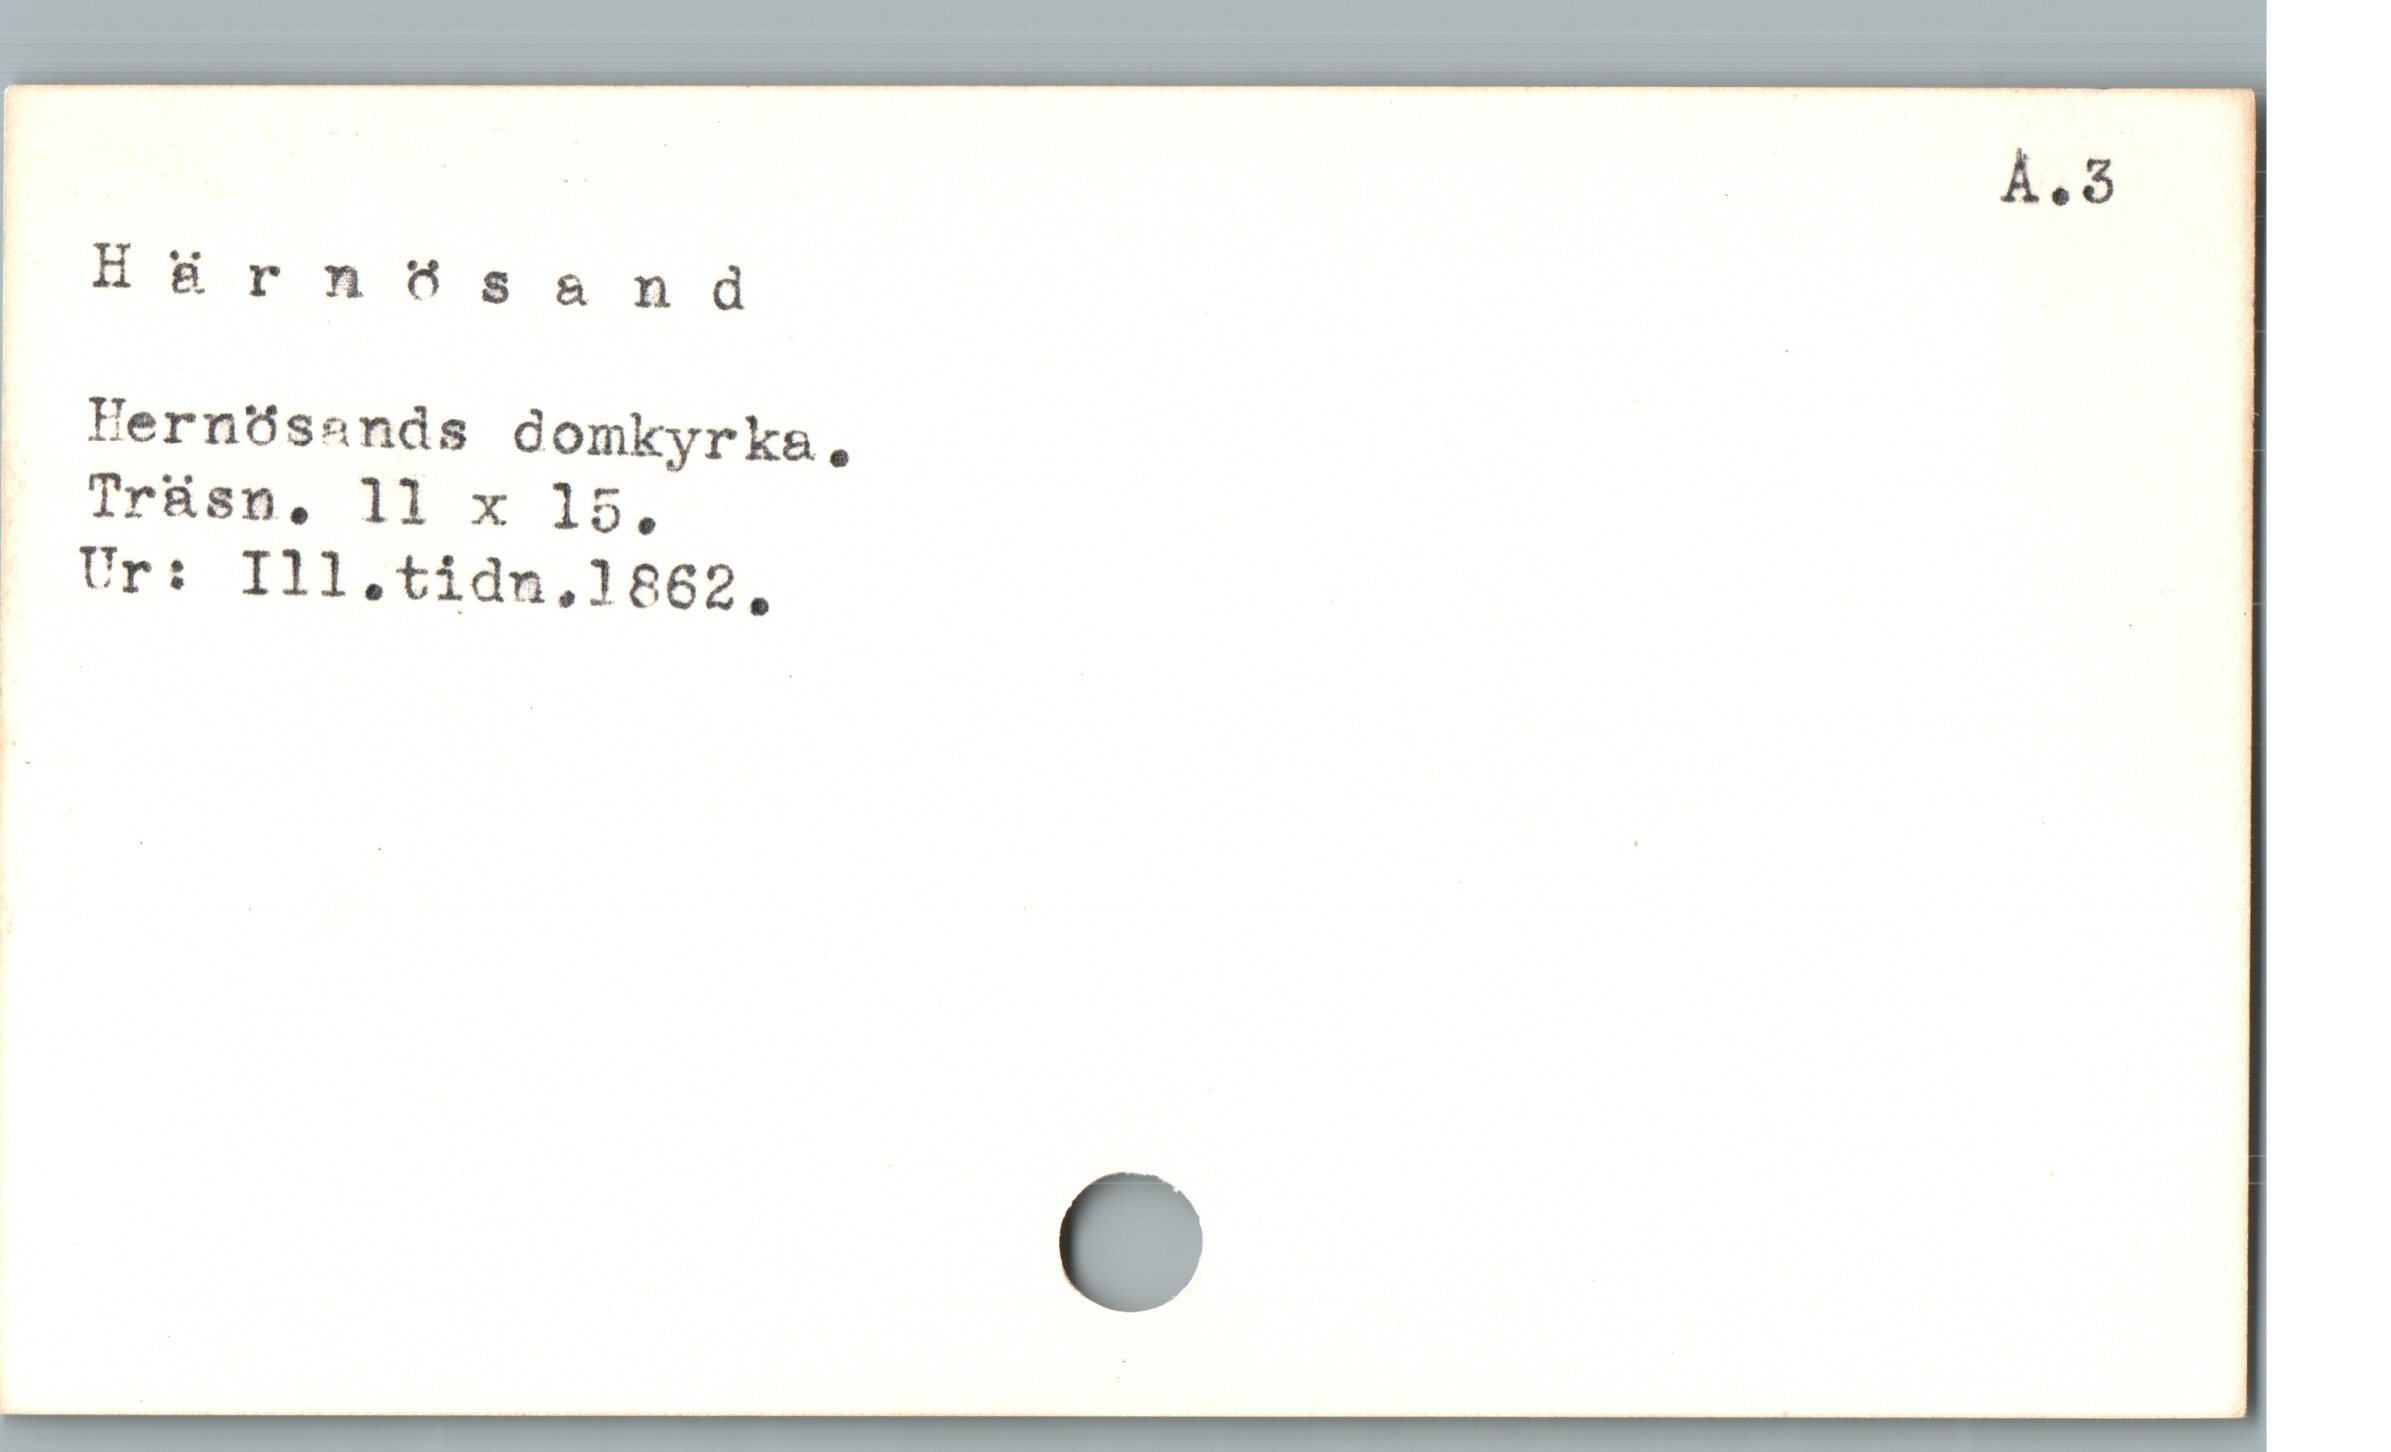 Å.3
H ä r n ö s a n d
Hernösands domkyrka.
Träsn. 11 x 15.
Ur: Ill.tidn.1862.